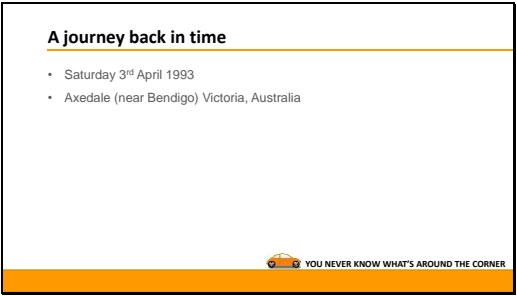 A journey back in time
• Saturday 3rd April 1993
• Axedale (near Bendigo) Victoria, Australia
YOU NEVER KNOW WHAT'S AROUND THE CORNER